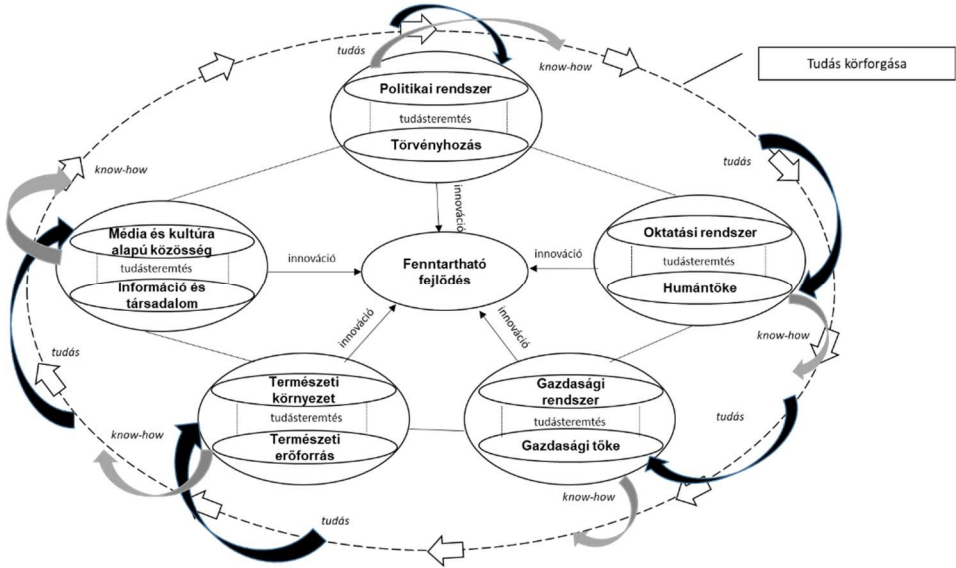 tudás
know-how
Tudás körforgása
Politikai rendszer
tudásteremtés
Törvényhozás
know-how
tudás
innováció
Média és kultúra
alapú közösség
tudásteremtés
Információ és
társadalom
innováció
Fenntartható
fejlődés
innováció
Oktatási rendszer
tudásteremtés
Humántőke
know-how
innováció
innováció
tudás
Természeti
környezet
tudásteremtés
Természeti
erőforrás
Gazdasági
rendszer
tudásteremtés
Gazdasági tőke
tudás
know-how
know-how
tudás